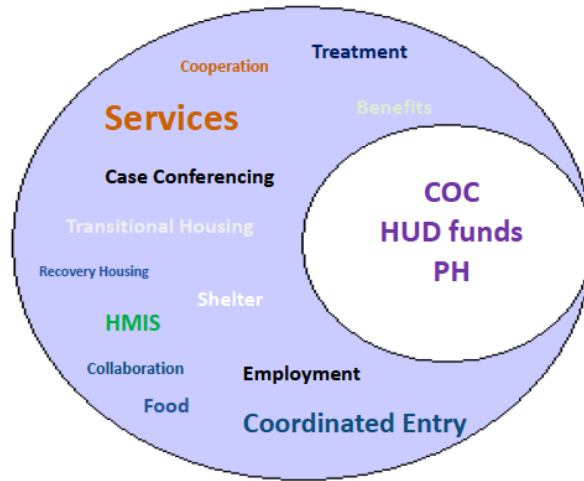 Cooperation
Treatment
Services
Benefits
Case Conferencing
COC
HUD funds
PH
Transitional Housing
Recovery Housing
Shelter
HMIS
Collaboration
Employment
Food
Coordinated Entry